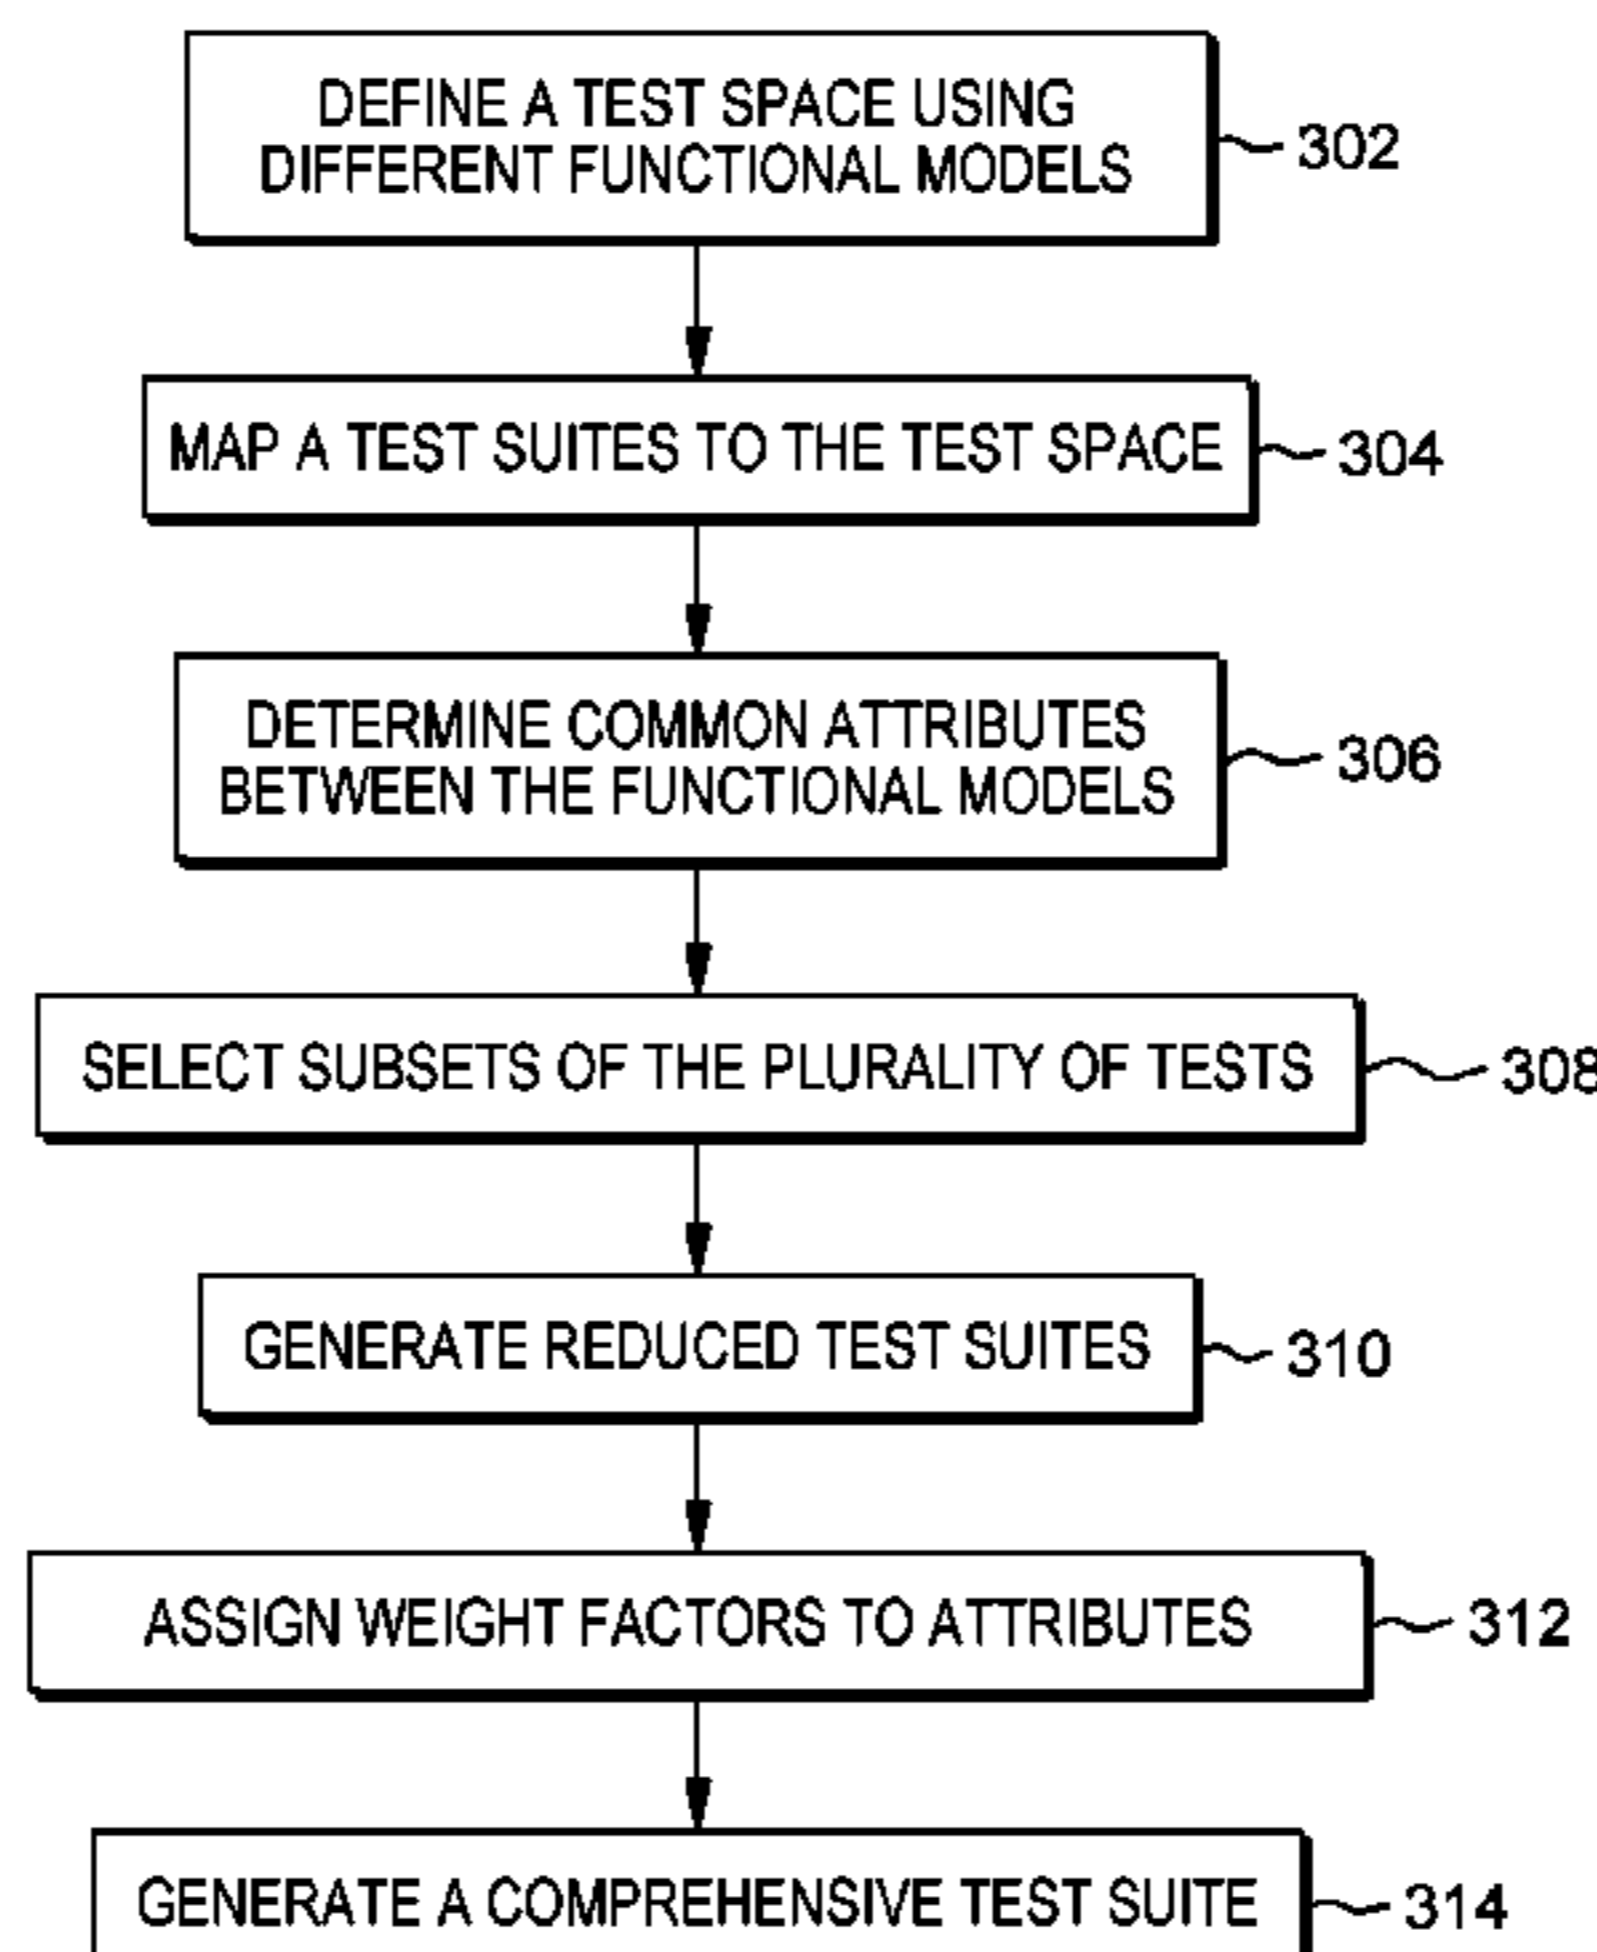 DEFINE A TEST SPACE USING
DIFFERENT FUNCTIONAL MODELS
302
MAP A TEST SUITES TO THE TEST SPACE
304
DETERMINE COMMON ATTRIBUTES
BETWEEN THE FUNCTIONAL MODELS
306
SELECT SUBSETS OF THE PLURALITY OF TESTS
308
GENERATE REDUCED TEST SUITES
310
ASSIGN WEIGHT FACTORS TO ATTRIBUTES
312
GENERATE A COMPREHENSIVE TEST SUITE
314